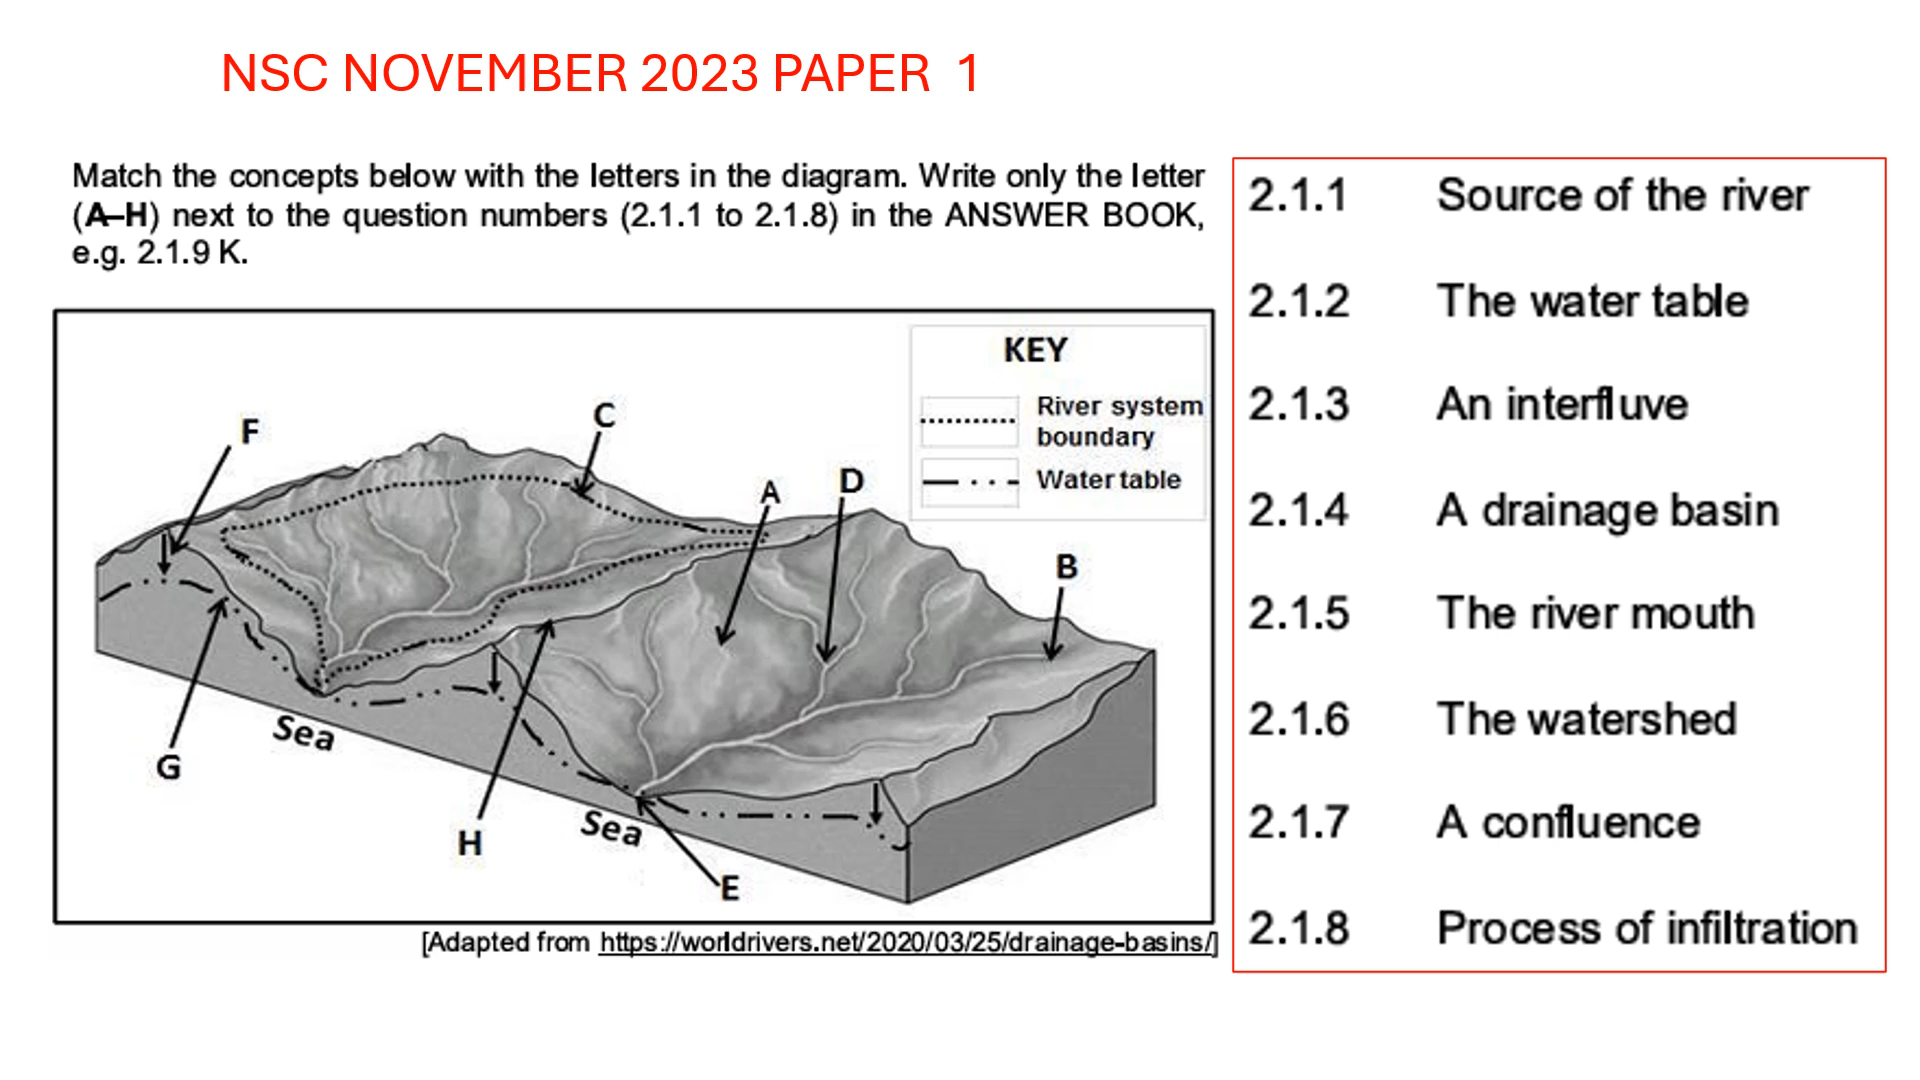 NSC NOVEMBER 2023 PAPER 1
Match the concepts below with the letters in the diagram. Write only the letter
(A–H) next to the question numbers (2.1.1 to 2.1.8) in the ANSWER BOOK,
e.g. 2.1.9 K.
KEY
River system
boundary
Water table
F
C
A
D
B
G
Sea
H
Sea
E
[Adapted from https://worldrivers.net/2020/03/25/drainage-basins/]
2.1.1 Source of the river
2.1.2 The water table
2.1.3 An interfluve
2.1.4 A drainage basin
2.1.5 The river mouth
2.1.6 The watershed
2.1.7 A confluence
2.1.8 Process of infiltration